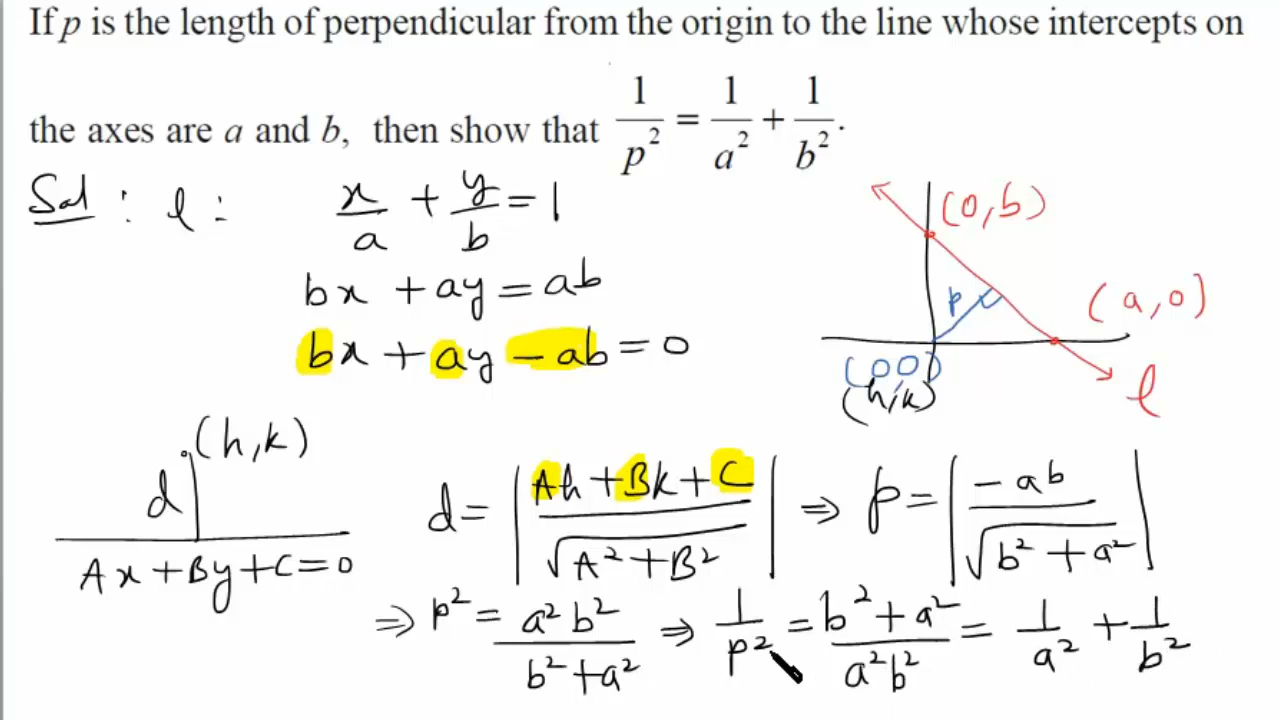 If p is the length of perpendicular from the origin to the line whose intercepts on
the axes are a and b, then show that 1/p² = 1/a² + 1/b².
Sol : l : x/a + y/b = 1
bx + ay = ab
bx + ay - ab = 0
(0,b)
(a,0)
p
(0,0)
(h,k)
l
(h,k)
d
Ax + By + C = 0
d = |Ah + Bk + C / √A² + B²| ⇒ p = |-ab / √b² + a²|
⇒ p² = a²b² / b² + a² ⇒ 1/p² = b² + a² / a²b² = 1/a² + 1/b²